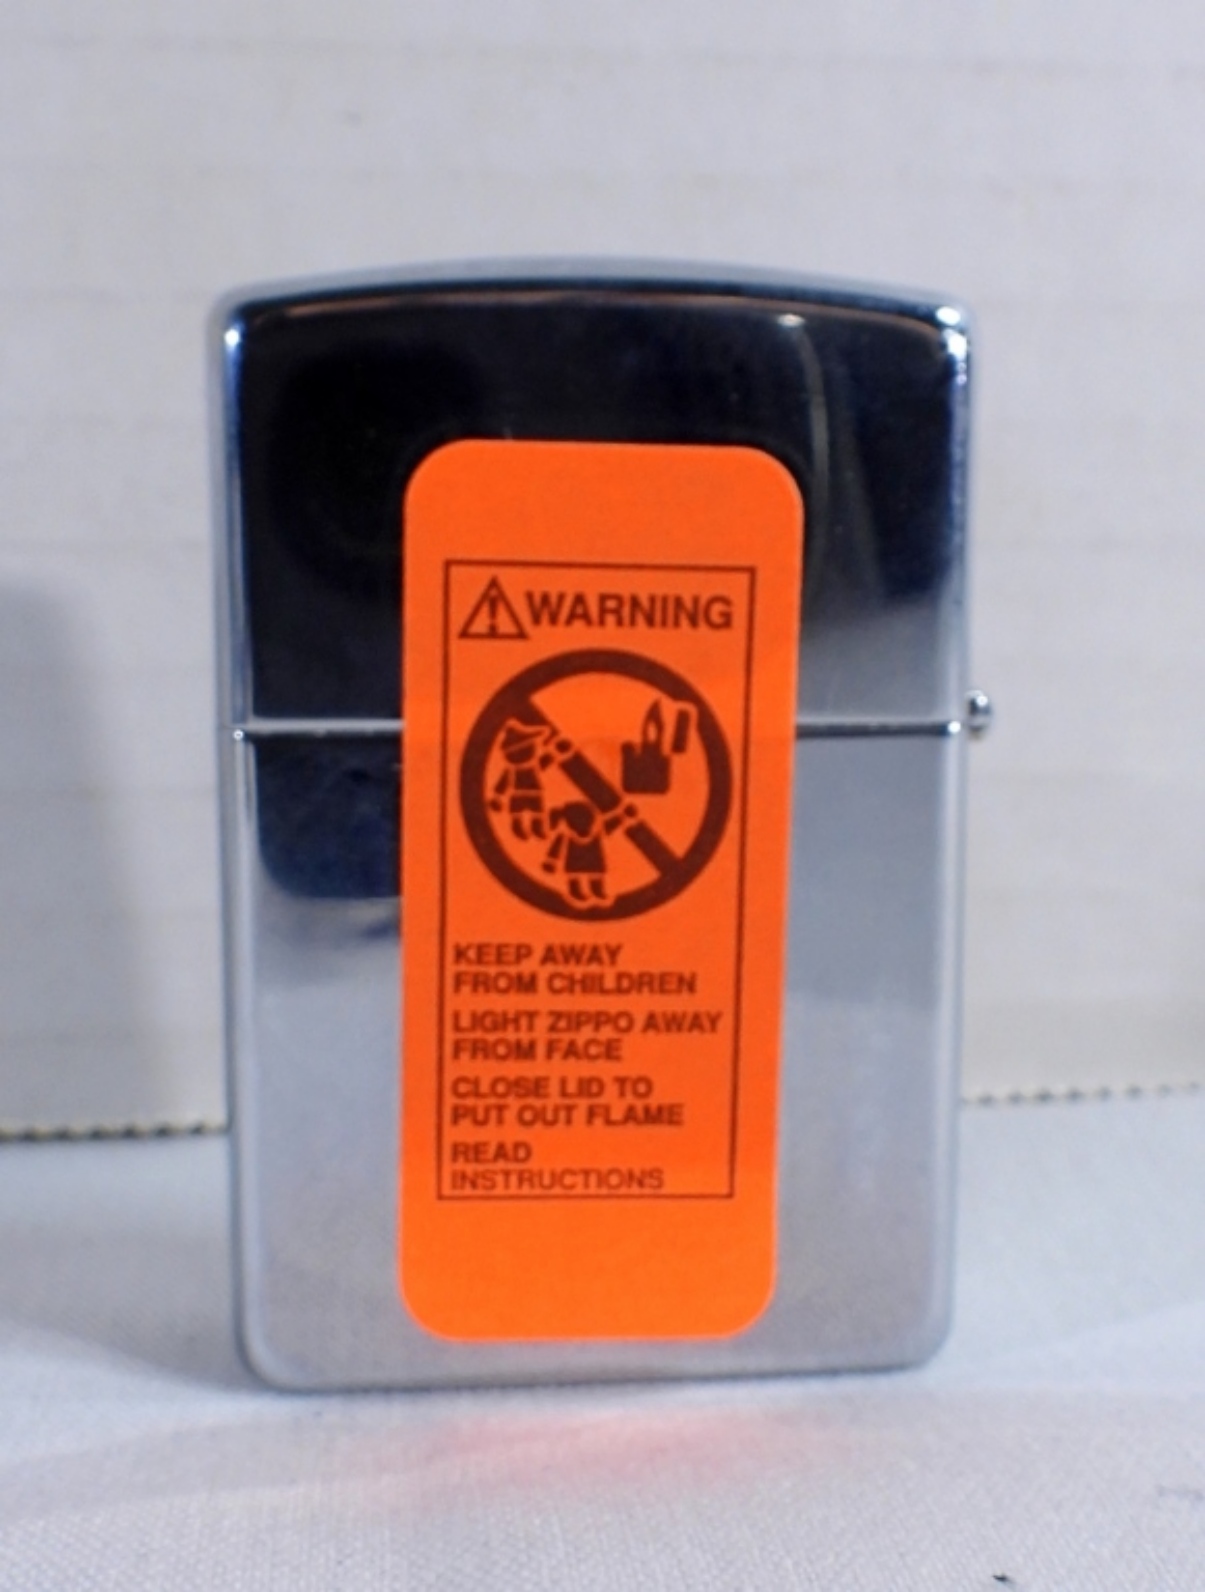 WARNING
KEEP AWAY
FROM CHILDREN
LIGHT ZIPPO AWAY
FROM FACE
CLOSE LID TO
PUT OUT FLAME
READ
INSTRUCTIONS